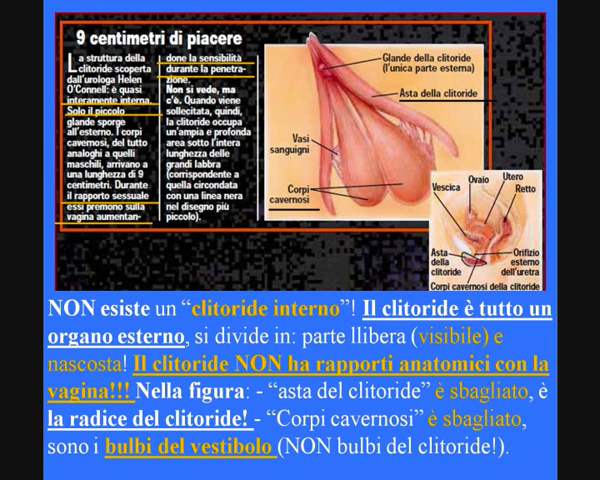 9 centimetri di piacere
La struttura della
clitoride scoperta
dall'urologa Helen
O'Connell: è quasi
interamente interna.
Solo il piccolo
glande sporge
all'esterno. I corpi
cavernosi, del tutto
analoghi a quelli
maschili, arrivano a
una lunghezza di 9
centimetri. Durante
il rapporto sessuale
essi premono sulla
vagina aumentan-
done la sensibilità
durante la penetra-
zione.
Non si vede, ma
c'è. Quando viene
sollecitata, quindi,
la clitoride occupa
un'ampia e profonda
area sotto l'intera
lunghezza delle
grandi labbra
(corrispondente a
quella circondata
con una linea nera
nel disegno più
piccolo).
Glande della clitoride
(l'unica parte esterna)
Asta della clitoride
Vasi
sanguigni
Corpi
cavernosi
Ovaio
Utero
Vescica
Retto
Asta
della
clitoride
Orifizio
esterno
dell'uretra
Corpi cavernosi della clitoride
NON esiste un “clitoride interno”! Il clitoride è tutto un
organo esterno, si divide in: parte llibera (visibile) e
nascosta! Il clitoride NON ha rapporti anatomici con la
vagina!!! Nella figura: - “asta del clitoride” è sbagliato, è
la radice del clitoride! - “Corpi cavernosi” è sbagliato,
sono i bulbi del vestibolo (NON bulbi del clitoride!).